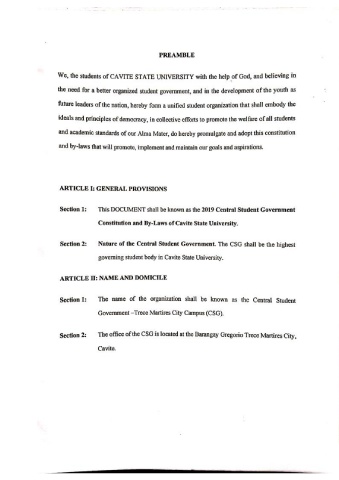 PREAMBLE
We, the students of CAVITE STATE UNIVERSITY with the help of God, and believing in
the need for a better organized student government, and in the development of the youth as
future leaders of the nation, hereby form a unified student organization that shall embody the
ideals and principles of democracy, in collective efforts to promote the welfare of all students
and academic standards of our Alma Mater, do hereby promulgate and adopt this constitution
and by-laws that will promote, implement and maintain our goals and aspirations.
ARTICLE I: GENERAL PROVISIONS
Section 1: This DOCUMENT shall be known as the 2019 Central Student Government
Constitution and By-Laws of Cavite State University.
Section 2: Nature of the Central Student Government. The CSG shall be the highest
governing student body in Cavite State University.
ARTICLE II: NAME AND DOMICILE
Section 1: The name of the organization shall be known as the Central Student
Government –Trece Martires City Campus (CSG).
Section 2: The office of the CSG is located at the Barangay Gregorio Trece Martires City,
Cavite.